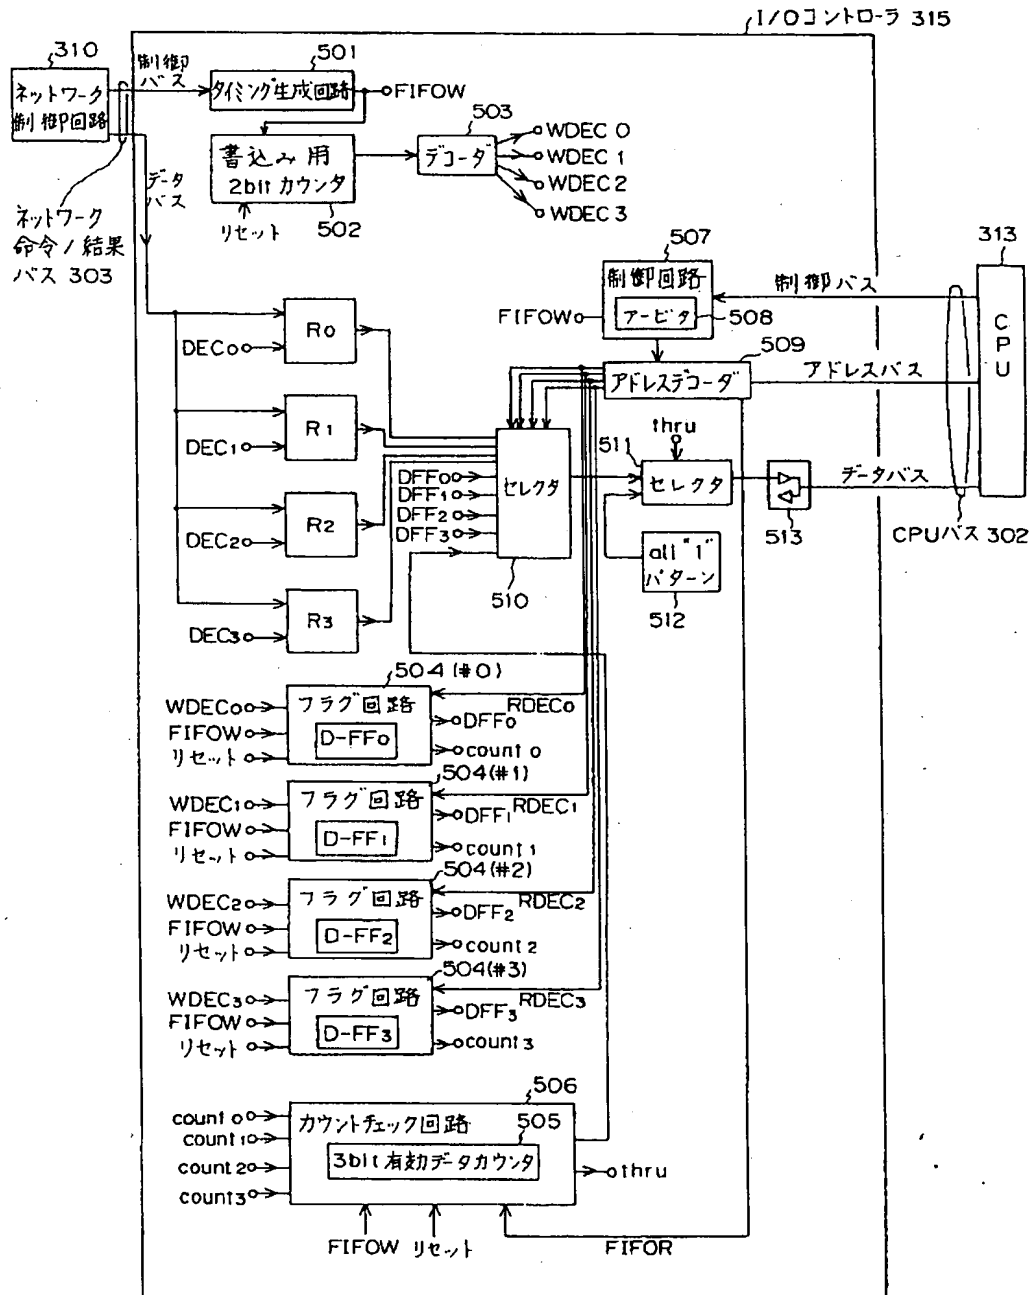 I/Oコントローラ 315
310
ネットワーク
制御回路
制御
バス
501
タイミング生成回路
FIFOW
503
デコーダ
WDEC 0
WDEC 1
WDEC 2
WDEC 3
書込み用
2bit カウンタ
502
リセット
データ
バス
ネットワーク
命令/結果
バス 303
507
制御回路
アービタ
508
FIFOW
制御バス
313
CPU
509
アドレスデコーダ
アドレスバス
R0
DEC0
R1
DEC1
R2
DEC2
R3
DEC3
DFF0
DFF1
DFF2
DFF3
セレクタ
510
thru
511
セレクタ
データバス
513
CPUバス 302
all "1"
パターン
512
504(#0)
WDEC0
FIFOW
リセット
フラグ回路
D-FF0
RDEC0
DFF0
count 0
504(#1)
WDEC1
FIFOW
リセット
フラグ回路
D-FF1
RDEC1
DFF1
count 1
504(#2)
WDEC2
FIFOW
リセット
フラグ回路
D-FF2
RDEC2
DFF2
count 2
504(#3)
WDEC3
FIFOW
リセット
フラグ回路
D-FF3
RDEC3
DFF3
count3
506
count 0
count1
count2
count3
カウントチェック回路
505
3bit 有効データカウンタ
thru
FIFOW
リセット
FIFOR